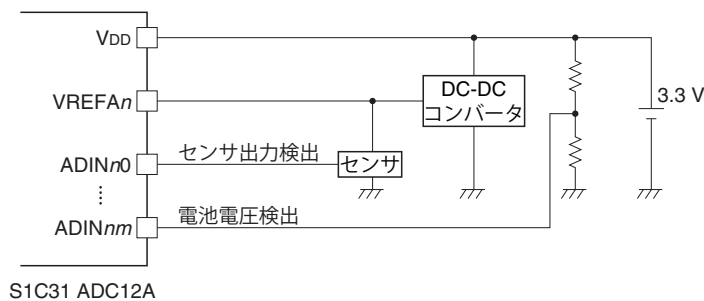 VDD
DC-DC
コンバータ
3.3 V
VREFAn
センサ出力検出
センサ
ADINn0
電池電圧検出
ADINnm
S1C31 ADC12A